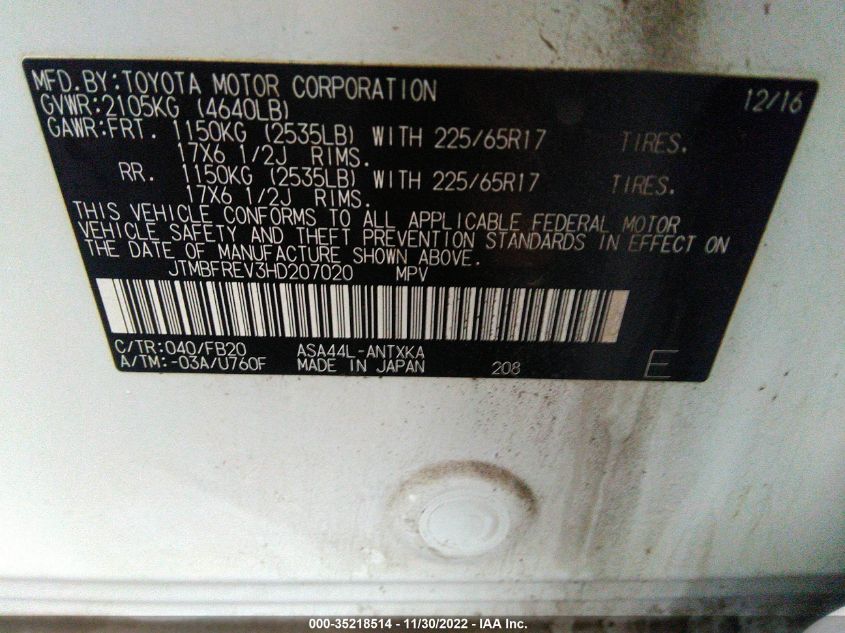 MFD.BY:TOYOTA MOTOR CORPORATION 12/16
GVWR:2105KG (4640LB)
GAWR:FRT. 1150KG (2535LB) WITH 225/65R17 TIRES.
17X6 1/2J RIMS.
RR. 1150KG (2535LB) WITH 225/65R17 TIRES.
17X6 1/2J RIMS.
THIS VEHICLE CONFORMS TO ALL APPLICABLE FEDERAL MOTOR
VEHICLE SAFETY AND THEFT PREVENTION STANDARDS IN EFFECT ON
THE DATE OF MANUFACTURE SHOWN ABOVE.
JTMBFREV3HD207020 MPV
C/TR:040/FB20 ASA44L-ANTXKA
A/TM:-03A/U760F MADE IN JAPAN 208 E
000-35218514 - 11/30/2022 - IAA Inc.